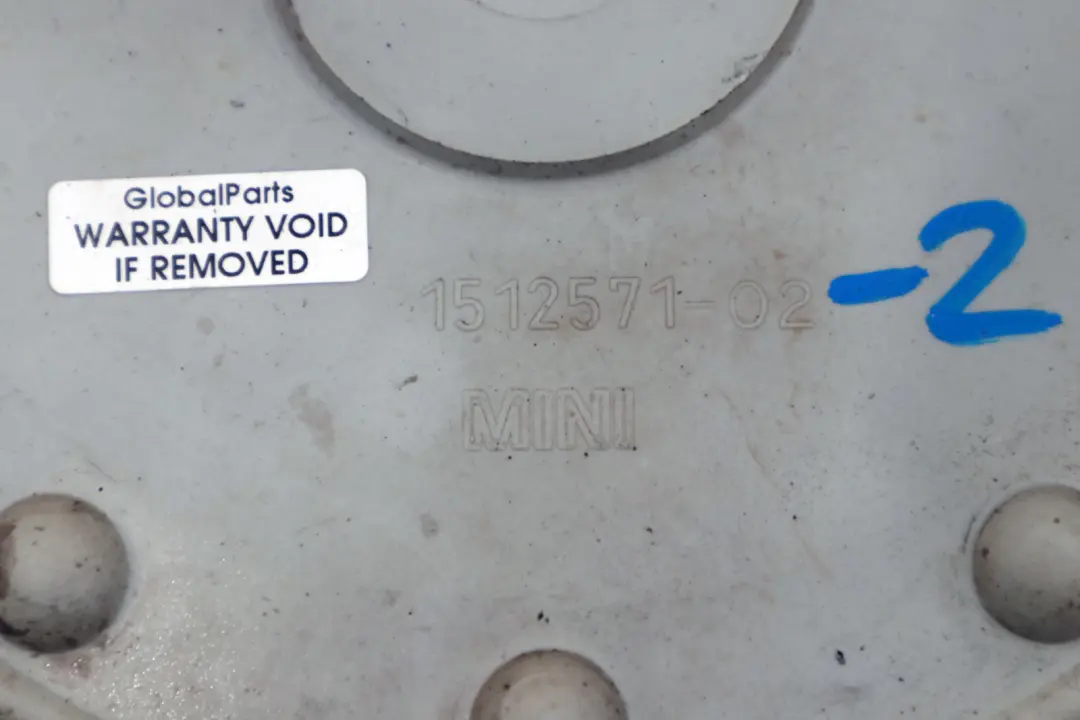 GlobalParts
WARRANTY VOID
IF REMOVED
1512571-02 -2
MINI